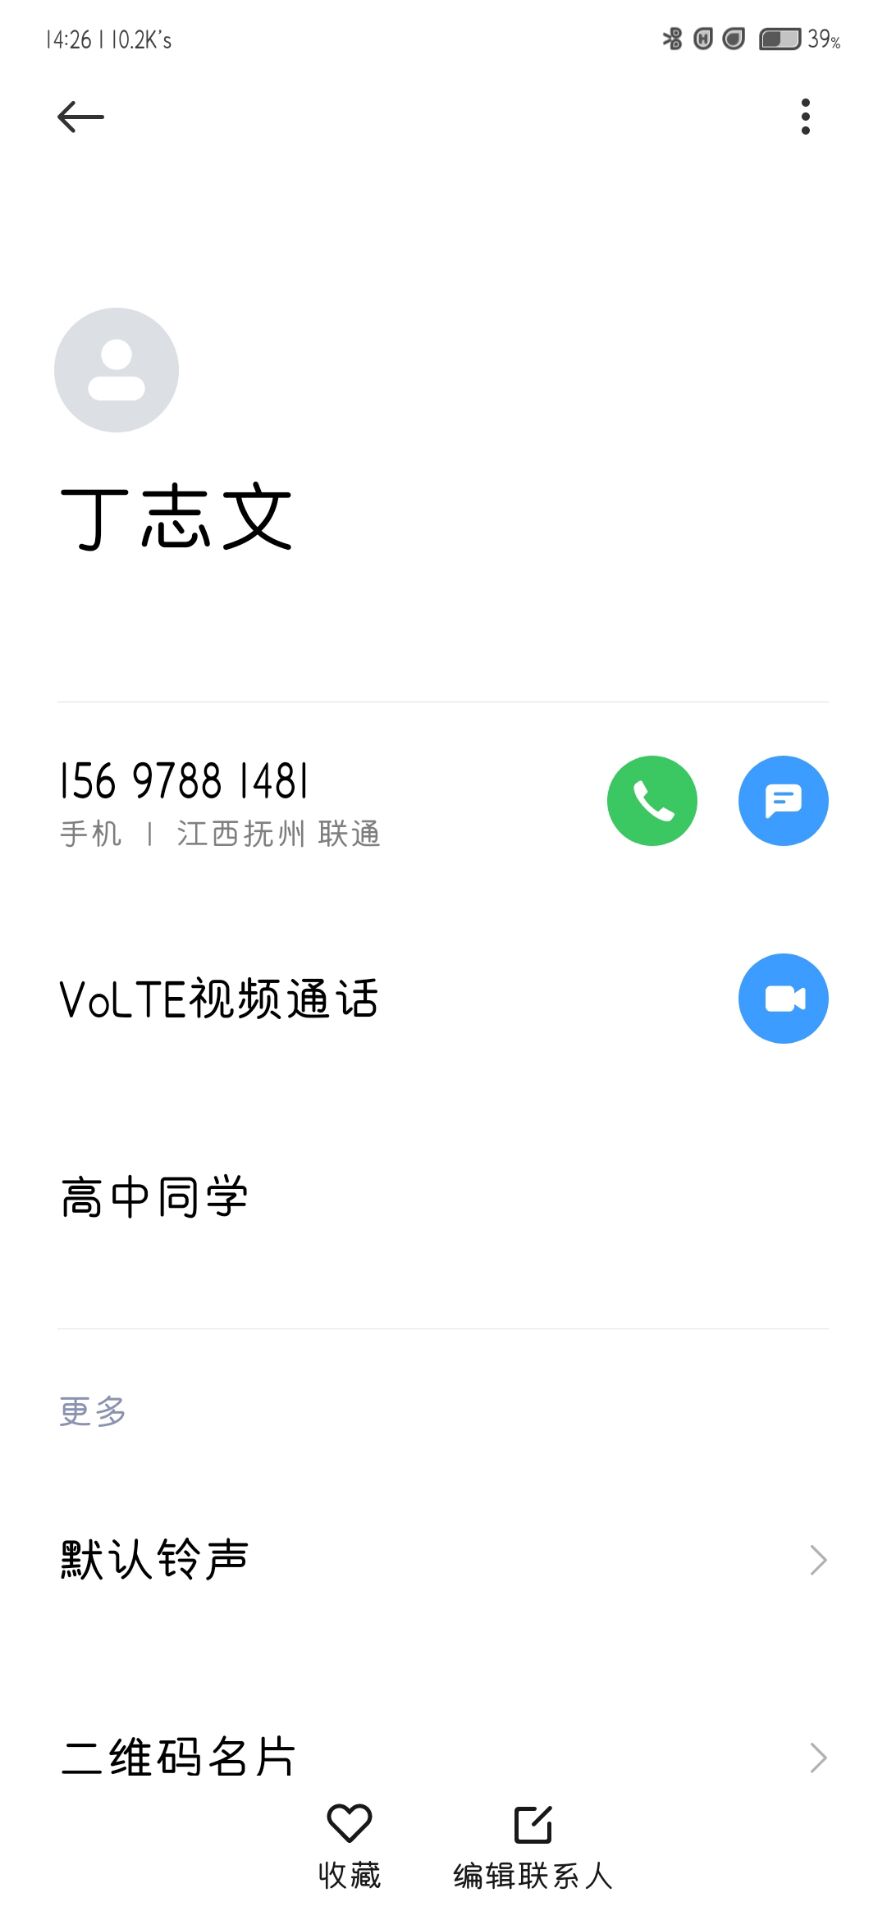 14:26 | 10.2K's
39%
丁志文
156 9788 1481
手机 | 江西抚州 联通
VoLTE视频通话
高中同学
更多
默认铃声
二维码名片
收藏 编辑联系人